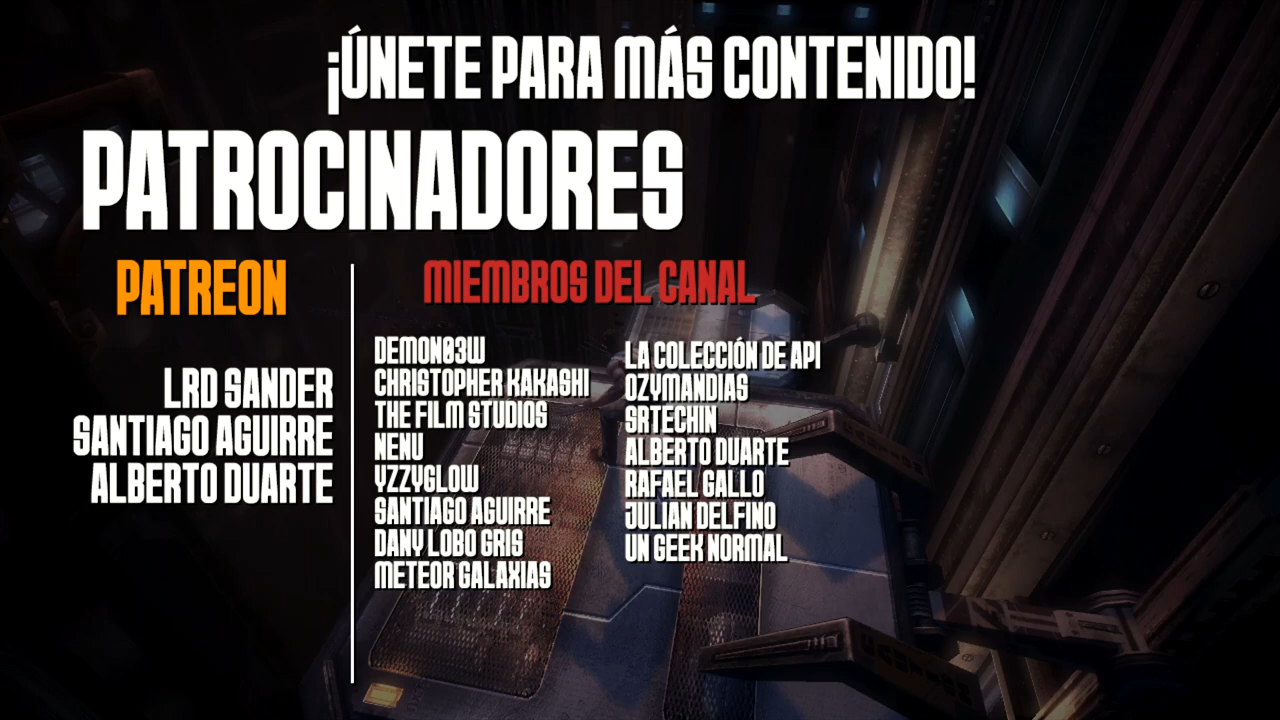 ¡ÚNETE PARA MÁS CONTENIDO!
PATROCINADORES
PATREON
LRD SANDER
SANTIAGO AGUIRRE
ALBERTO DUARTE
MIEMBROS DEL CANAL
DEMON03W
CHRISTOPHER KAKASHI
THE FILM STUDIOS
NENU
YZZYGLOW
SANTIAGO AGUIRRE
DANY LOBO GRIS
METEOR GALAXIAS
LA COLECCIÓN DE API
OZYMANDIAS
SRTECHIN
ALBERTO DUARTE
RAFAEL GALLO
JULIAN DELFINO
UN GEEK NORMAL
CAUTION